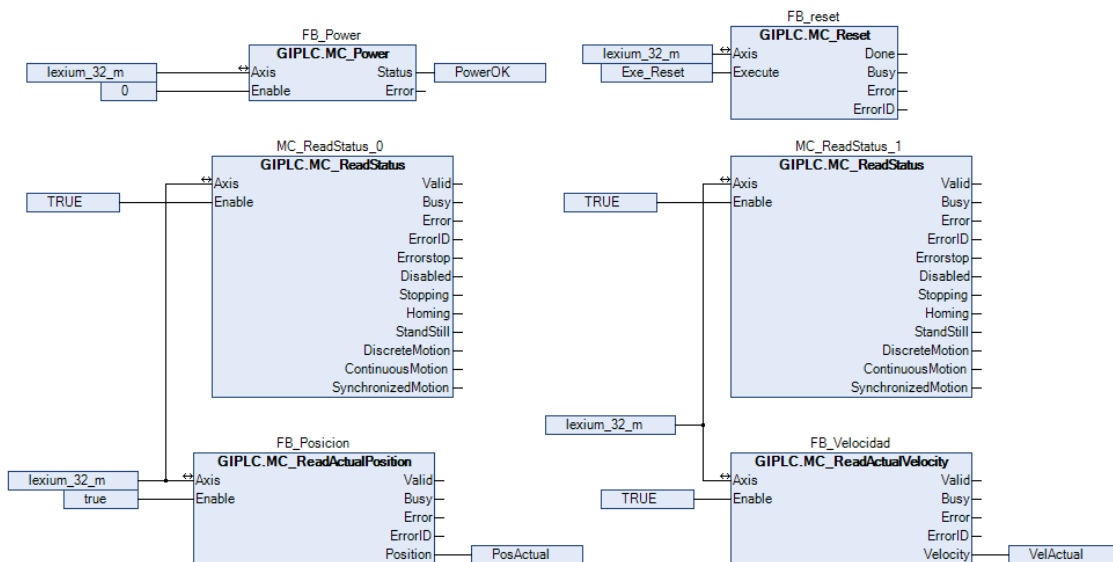 FB_Power
GIPLC.MC_Power
lexium_32_m
Axis
Status
PowerOK
0
Enable
Error
FB_reset
GIPLC.MC_Reset
lexium_32_m
Axis
Done
Exe_Reset
Execute
Busy
Error
ErrorID
MC_ReadStatus_0
GIPLC.MC_ReadStatus
Axis
Valid
TRUE
Enable
Busy
Error
ErrorID
Errorstop
Disabled
Stopping
Homing
StandStill
DiscreteMotion
ContinuousMotion
SynchronizedMotion
MC_ReadStatus_1
GIPLC.MC_ReadStatus
Axis
Valid
TRUE
Enable
Busy
Error
ErrorID
Errorstop
Disabled
Stopping
Homing
StandStill
DiscreteMotion
ContinuousMotion
SynchronizedMotion
FB_Posicion
GIPLC.MC_ReadActualPosition
lexium_32_m
Axis
Valid
true
Enable
Busy
Error
ErrorID
Position
PosActual
lexium_32_m
FB_Velocidad
GIPLC.MC_ReadActualVelocity
Axis
Valid
TRUE
Enable
Busy
Error
ErrorID
Velocity
VelActual